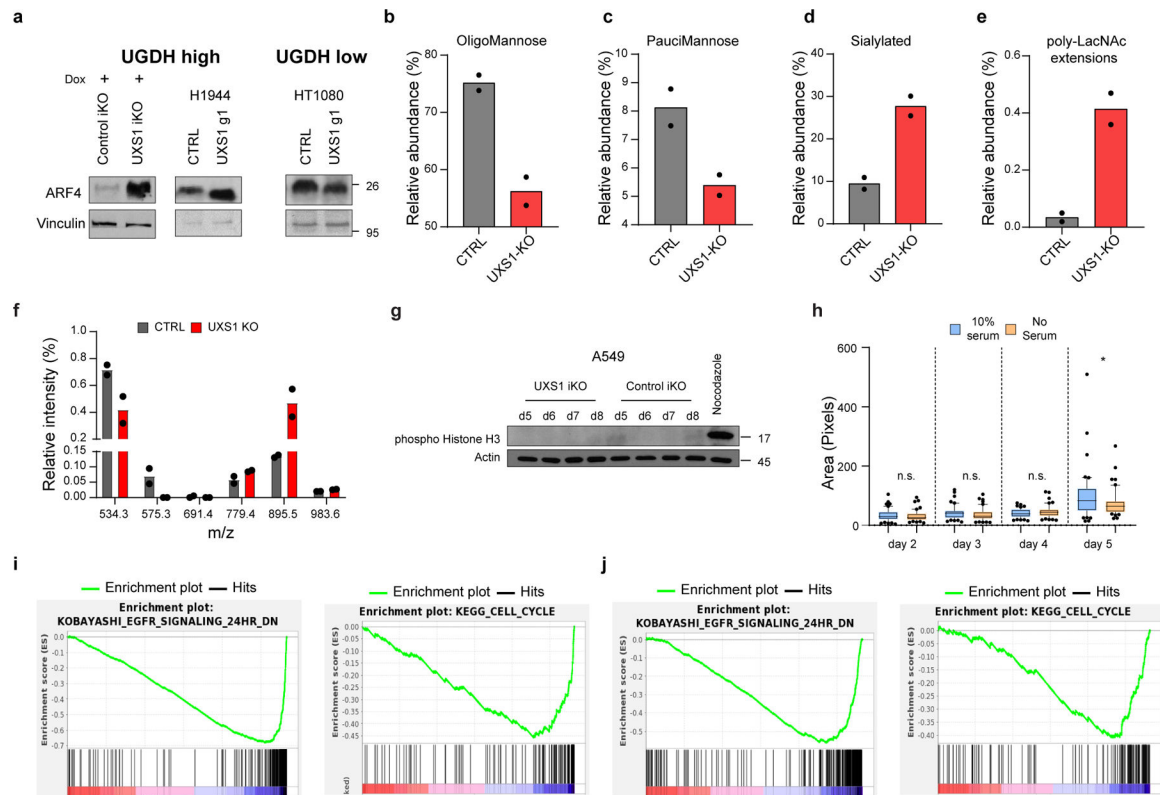 a
UGDH high
UGDH low
Dox + +
Control iKO
UXS1 iKO
H1944
CTRL
UXS1 g1
HT1080
CTRL
UXS1 g1
ARF4
26
Vinculin
95
b
OligoMannose
Relative abundance (%)
80
70
60
50
CTRL
UXS1-KO
c
PauciMannose
Relative abundance (%)
10
9
8
7
6
5
4
CTRL
UXS1-KO
d
Sialylated
Relative abundance (%)
40
30
20
10
0
CTRL
UXS1-KO
e
poly-LacNAc
extensions
Relative abundance (%)
0.6
0.4
0.2
0.0
CTRL
UXS1-KO
f
CTRL
UXS1 KO
Relative intensity (%)
1.0
0.8
0.6
0.4
0.2
0.15
0.10
0.05
0.00
534.3 575.3 691.4 779.4 895.5 983.6
m/z
g
A549
UXS1 iKO
Control iKO
Nocodazole
d5 d6 d7 d8 d5 d6 d7 d8
phospho Histone H3
17
Actin
45
h
10%
serum
No
Serum
Area (Pixels)
600
400
200
0
n.s.
n.s.
n.s.
*
day 2 day 3 day 4 day 5
i
Enrichment plot Hits
Enrichment plot:
KOBAYASHI_EGFR_SIGNALING_24HR_DN
Enrichment score (ES)
0.0
-0.1
-0.2
-0.3
-0.4
-0.5
-0.6
-0.7
Enrichment plot Hits
Enrichment plot: KEGG_CELL_CYCLE
Enrichment score (ES)
0.00
-0.05
-0.10
-0.15
-0.20
-0.25
-0.30
-0.35
-0.40
-0.45
ked)
j
Enrichment plot Hits
Enrichment plot:
KOBAYASHI_EGFR_SIGNALING_24HR_DN
Enrichment score (ES)
0.0
-0.1
-0.2
-0.3
-0.4
-0.5
Enrichment plot Hits
Enrichment plot: KEGG_CELL_CYCLE
Enrichment score (ES)
0.00
-0.05
-0.10
-0.15
-0.20
-0.25
-0.30
-0.35
-0.40